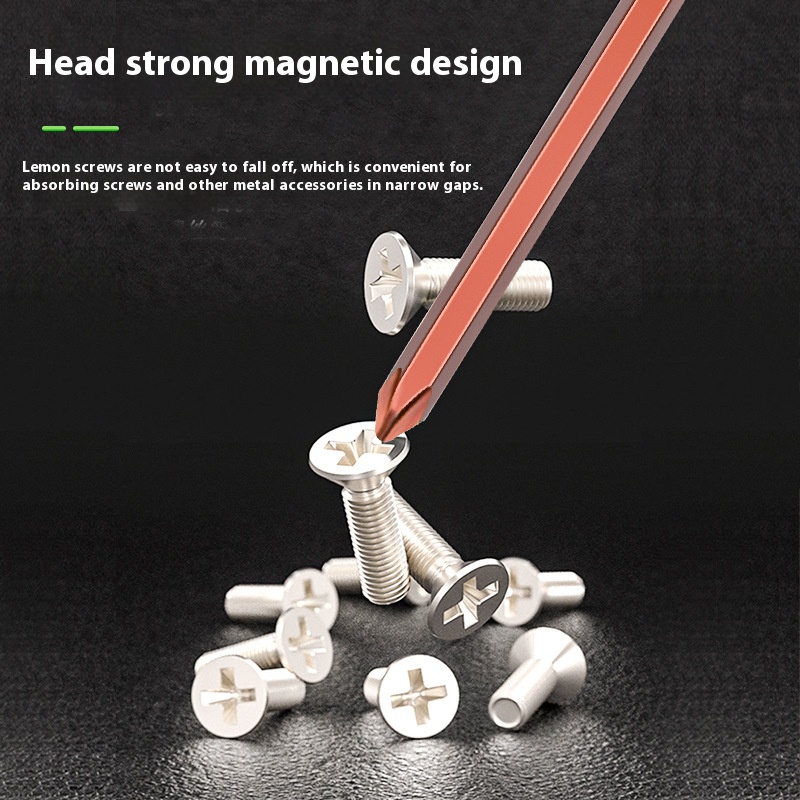 Head strong magnetic design
Lemon screws are not easy to fall off, which is convenient for
absorbing screws and other metal accessories in narrow gaps.